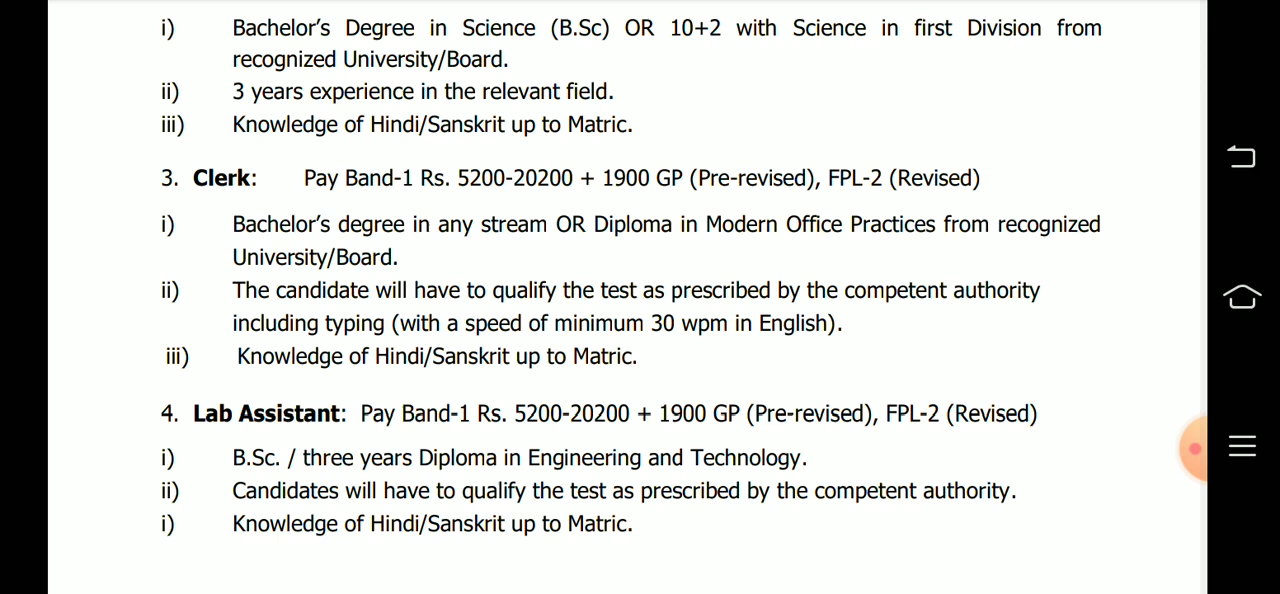 i) Bachelor’s Degree in Science (B.Sc) OR 10+2 with Science in first Division from
recognized University/Board.
ii) 3 years experience in the relevant field.
iii) Knowledge of Hindi/Sanskrit up to Matric.
3. Clerk: Pay Band-1 Rs. 5200-20200 + 1900 GP (Pre-revised), FPL-2 (Revised)
i) Bachelor’s degree in any stream OR Diploma in Modern Office Practices from recognized
University/Board.
ii) The candidate will have to qualify the test as prescribed by the competent authority
including typing (with a speed of minimum 30 wpm in English).
iii) Knowledge of Hindi/Sanskrit up to Matric.
4. Lab Assistant: Pay Band-1 Rs. 5200-20200 + 1900 GP (Pre-revised), FPL-2 (Revised)
i) B.Sc. / three years Diploma in Engineering and Technology.
ii) Candidates will have to qualify the test as prescribed by the competent authority.
i) Knowledge of Hindi/Sanskrit up to Matric.